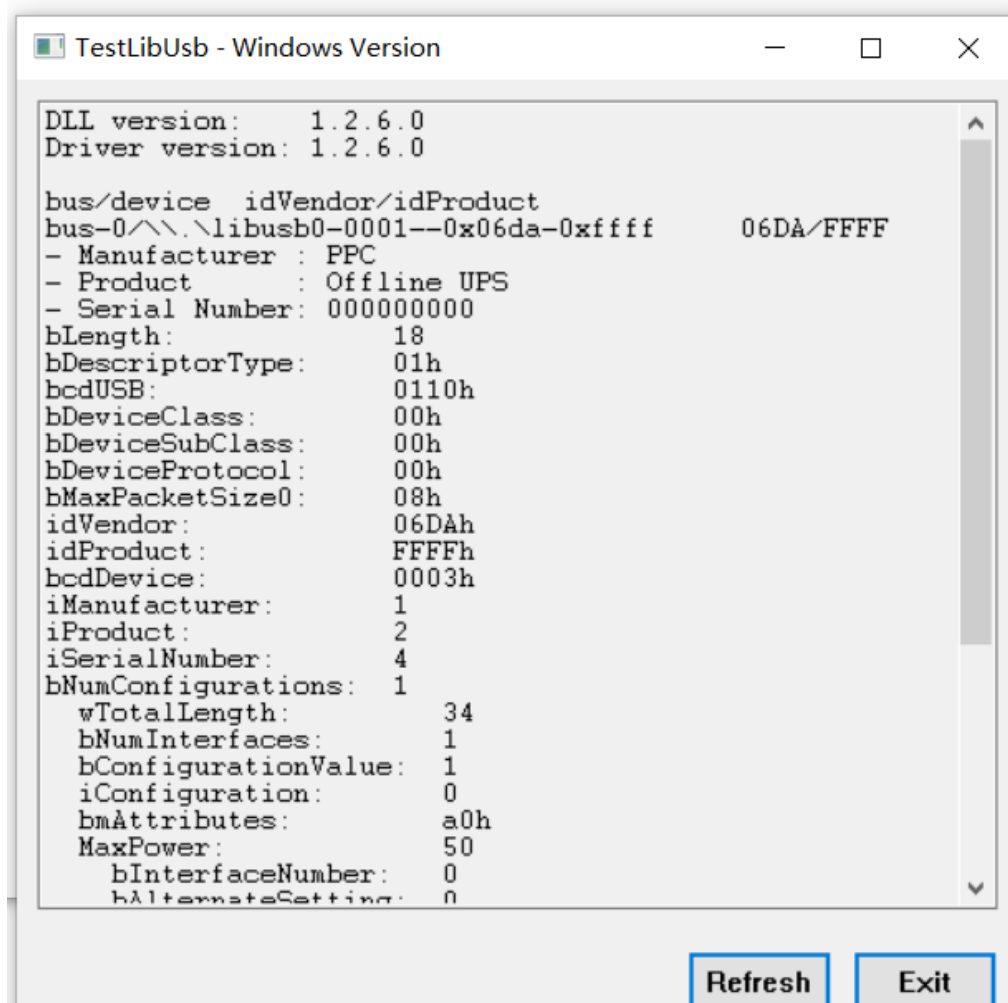 TestLibUsb - Windows Version
DLL version:    1.2.6.0
Driver version: 1.2.6.0
bus/device  idVendor/idProduct
bus-0/\\.\libusb0-0001--0x06da-0xffff     06DA/FFFF
- Manufacturer : PPC
- Product      : Offline UPS
- Serial Number: 000000000
bLength:             18
bDescriptorType:     01h
bcdUSB:              0110h
bDeviceClass:        00h
bDeviceSubClass:     00h
bDeviceProtocol:     00h
bMaxPacketSize0:     08h
idVendor:            06DAh
idProduct:           FFFFh
bcdDevice:           0003h
iManufacturer:       1
iProduct:            2
iSerialNumber:       4
bNumConfigurations:  1
  wTotalLength:         34
  bNumInterfaces:       1
  bConfigurationValue:  1
  iConfiguration:       0
  bmAttributes:         a0h
  MaxPower:             50
    bInterfaceNumber:   0
    bAlternateSetting:  0
Refresh
Exit